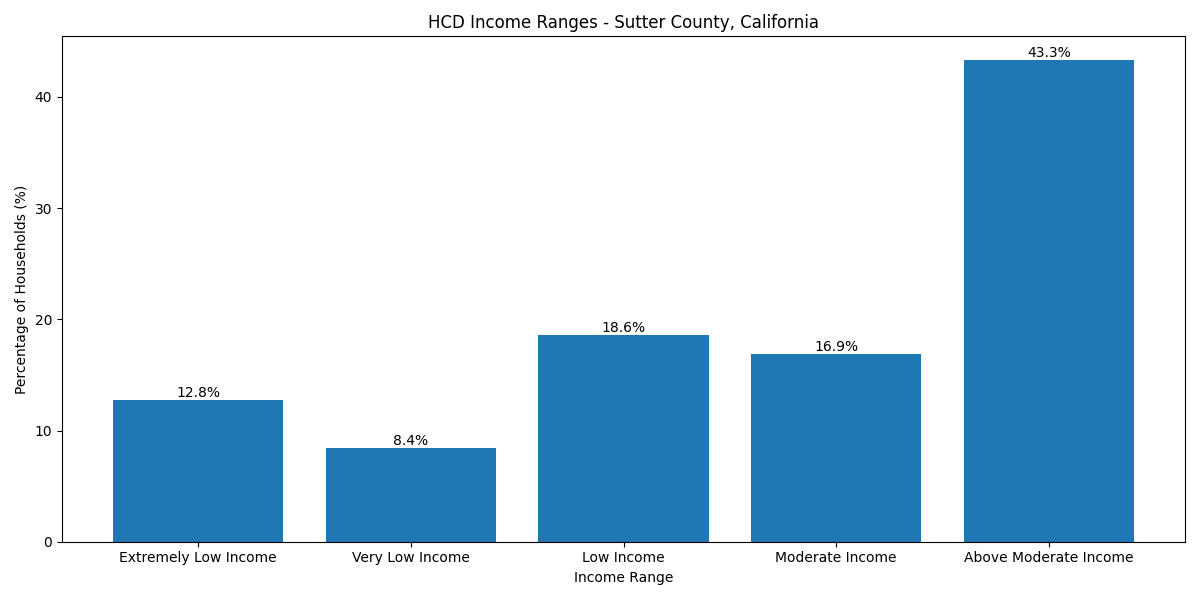 HCD Income Ranges - Sutter County, California
Percentage of Households (%)
40
30
20
10
0
12.8%
8.4%
18.6%
16.9%
43.3%
Extremely Low Income
Very Low Income
Low Income
Moderate Income
Above Moderate Income
Income Range